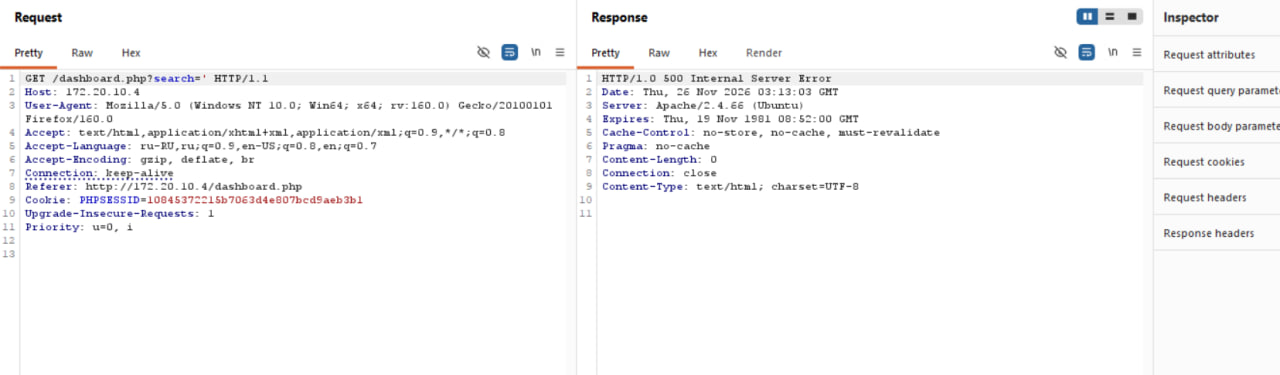 Request
Pretty Raw Hex \n
1 GET /dashboard.php?search=' HTTP/1.1
2 Host: 172.20.10.4
3 User-Agent: Mozilla/5.0 (Windows NT 10.0; Win64; x64; rv:160.0) Gecko/20100101
Firefox/160.0
4 Accept: text/html,application/xhtml+xml,application/xml;q=0.9,*/*;q=0.8
5 Accept-Language: ru-RU,ru;q=0.9,en-US;q=0.8,en;q=0.7
6 Accept-Encoding: gzip, deflate, br
7 Connection: keep-alive
8 Referer: http://172.20.10.4/dashboard.php
9 Cookie: PHPSESSID=10845372215b7063d4e807bcd9aeb3b1
10 Upgrade-Insecure-Requests: 1
11 Priority: u=0, i
12
13
Response
Pretty Raw Hex Render \n
1 HTTP/1.0 500 Internal Server Error
2 Date: Thu, 26 Nov 2026 03:13:03 GMT
3 Server: Apache/2.4.66 (Ubuntu)
4 Expires: Thu, 19 Nov 1981 08:52:00 GMT
5 Cache-Control: no-store, no-cache, must-revalidate
6 Pragma: no-cache
7 Content-Length: 0
8 Connection: close
9 Content-Type: text/html; charset=UTF-8
10
11
Inspector
Request attributes
Request query paramete
Request body paramete
Request cookies
Request headers
Response headers